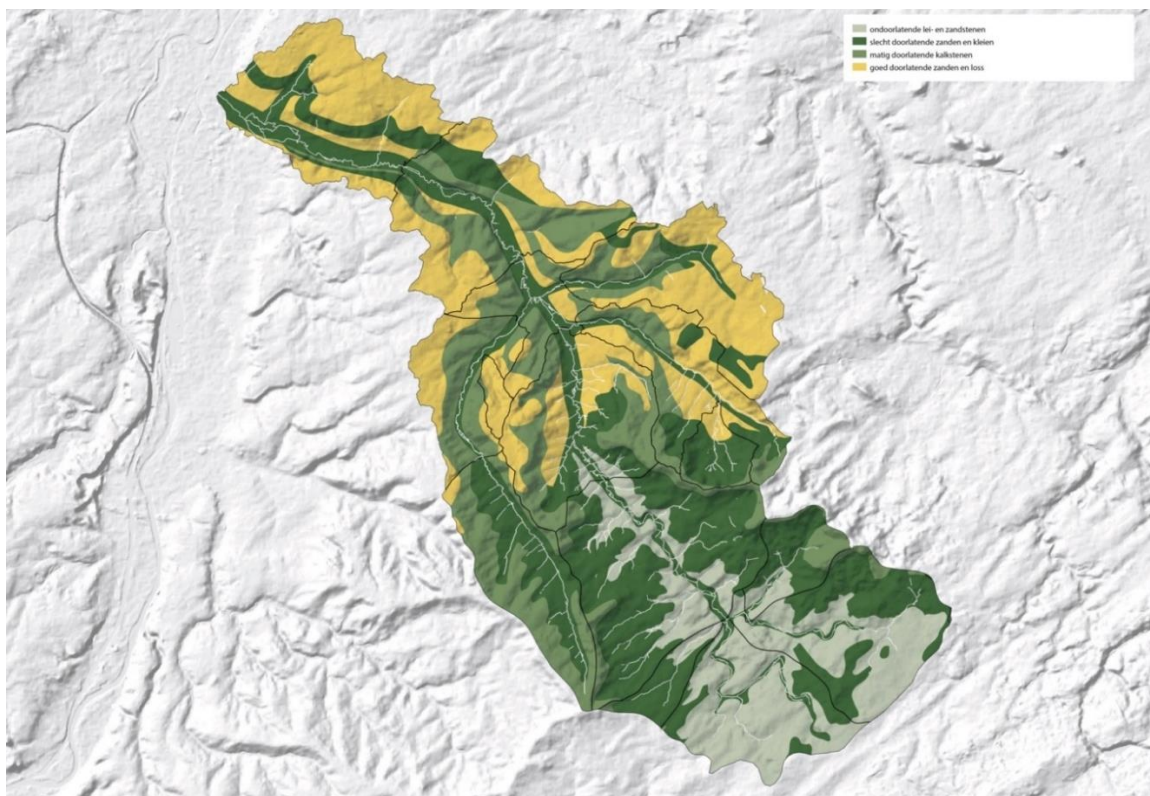 ondoorlatende lei- en zandstenen
slecht doorlatende zanden en kleien
matig doorlatende kalkstenen
goed doorlatende zanden en loss